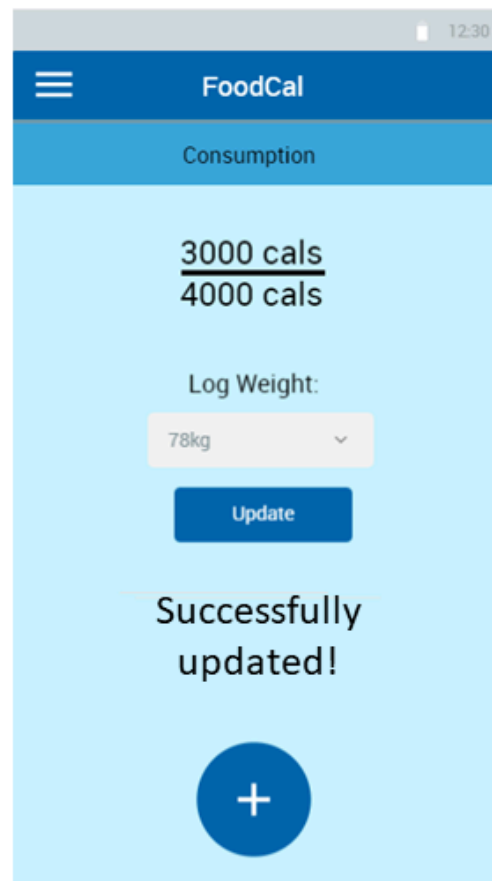 12:30
FoodCal
Consumption
3000 cals
4000 cals
Log Weight:
78kg
Update
Successfully
updated!
+